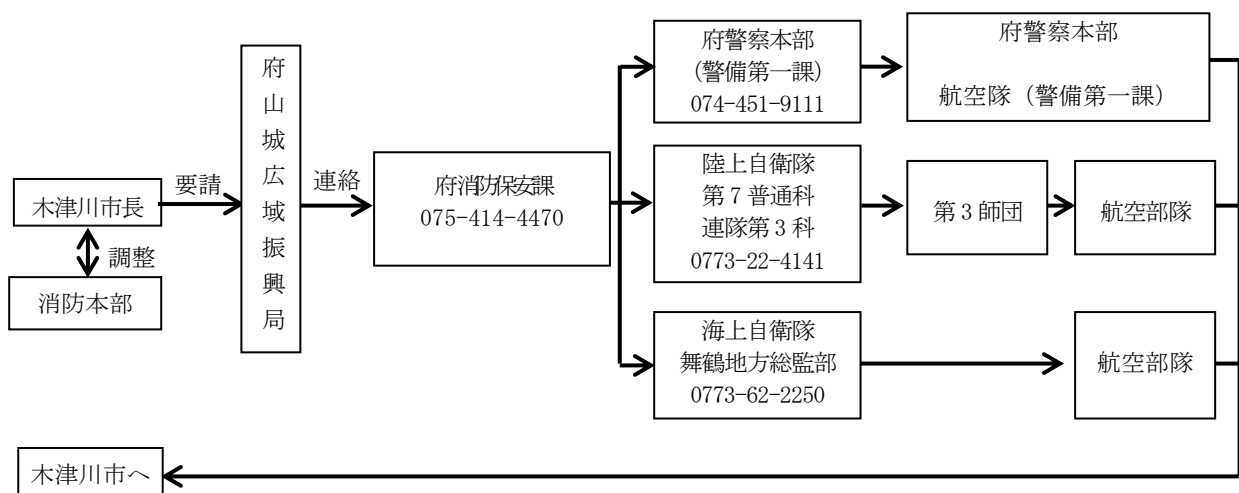 木津川市長
調整
消防本部
要請
府山城広域振興局
連絡
府消防保安課
075-414-4470
府警察本部
(警備第一課)
074-451-9111
府警察本部
航空隊（警備第一課）
陸上自衛隊
第７普通科
連隊第３科
0773-22-4141
第３師団
航空部隊
海上自衛隊
舞鶴地方総監部
0773-62-2250
航空部隊
木津川市へ